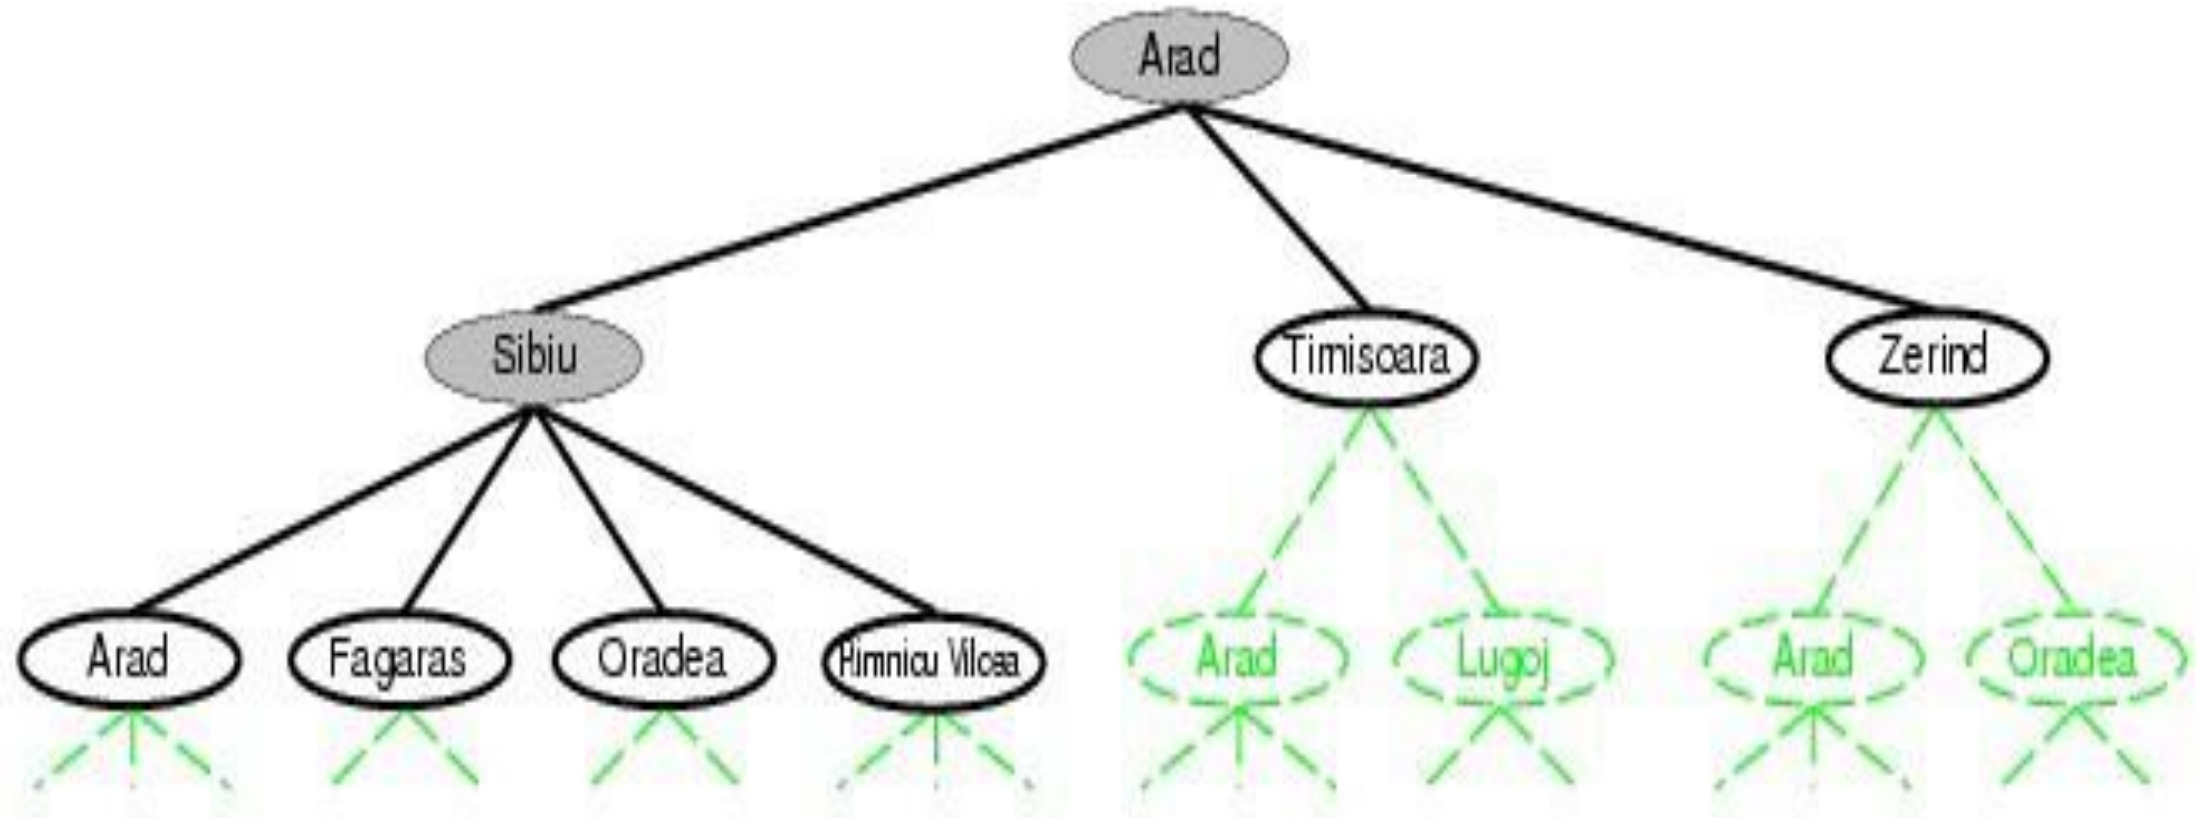 Arad
Sibiu
Timisoara
Zerind
Arad
Fagaras
Oradea
Rimnicu Vilcea
Arad
Lugoj
Arad
Oradea